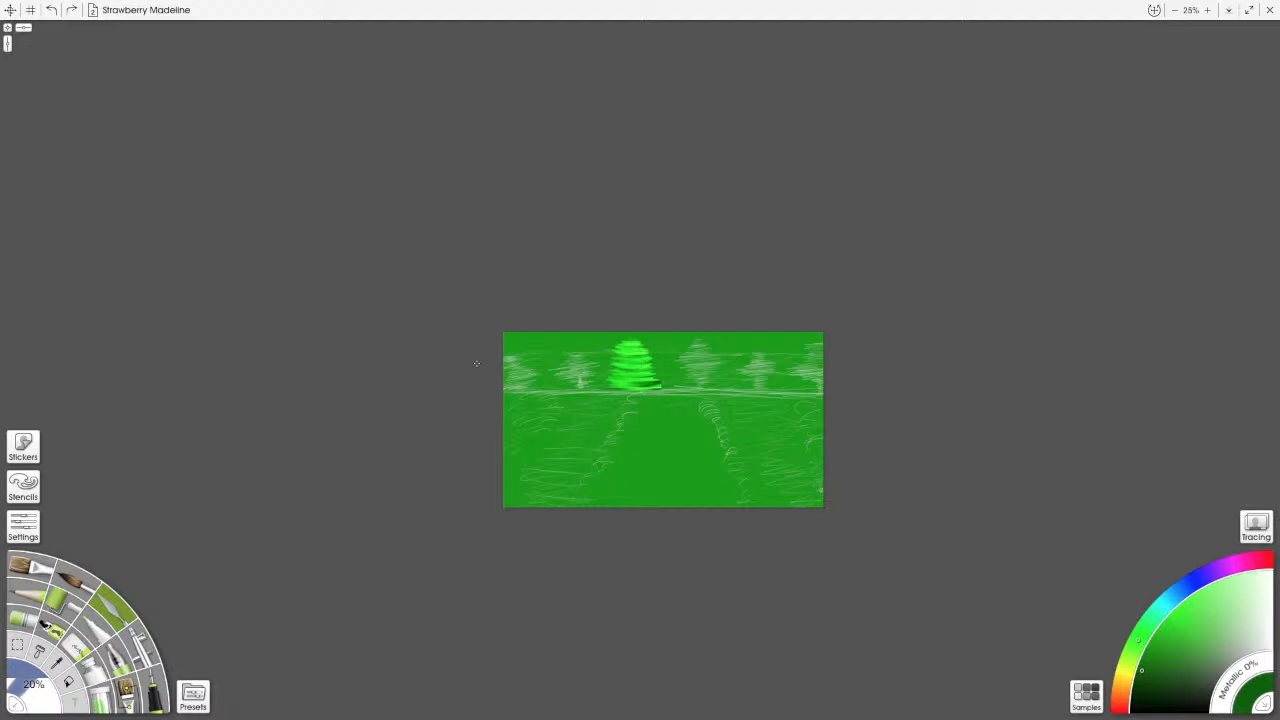 Strawberry Madeline
25%
Stickers
Stencils
Settings
Tracing
20%
Metallic 0%
Presets
Samples